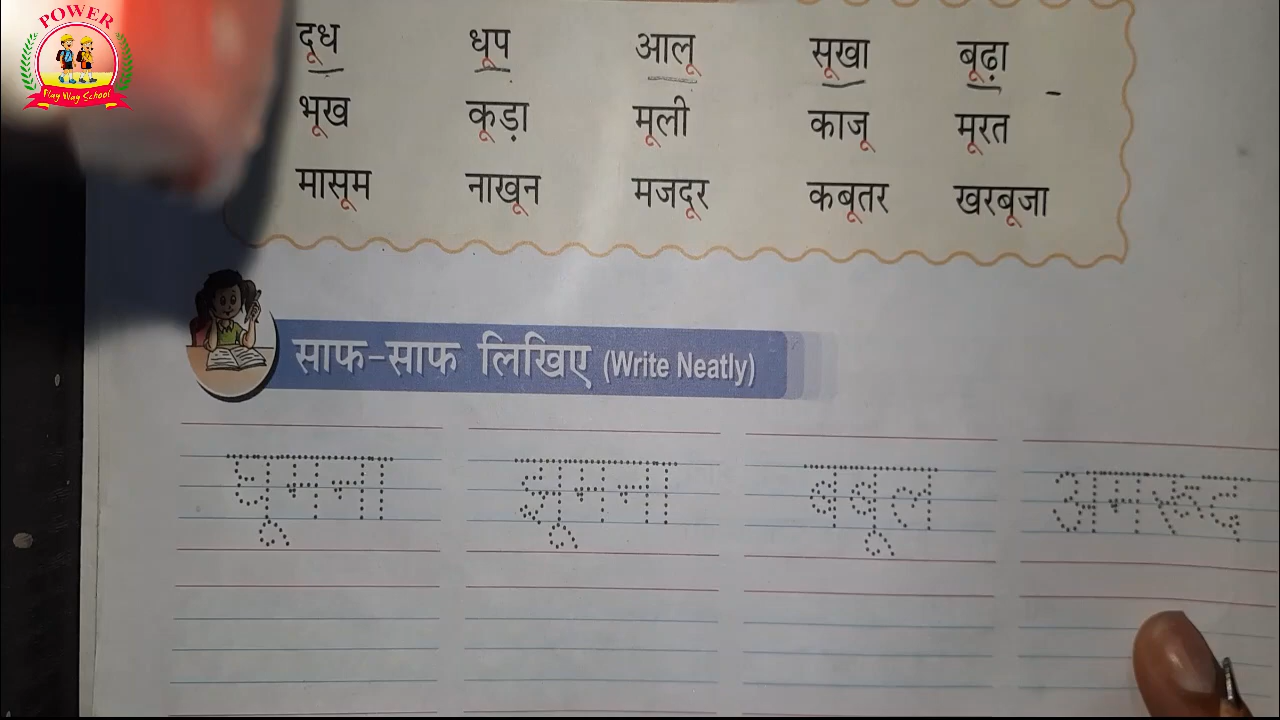 POWER
Play Way School
दूध धूप आलू सूखा बूढ़ा
भूख कूड़ा मूली काजू मूरत
मासूम नाखून मजदूर कबूतर खरबूजा
साफ-साफ लिखिए (Write Neatly)
घूमना झूमना बबूल अमरूद